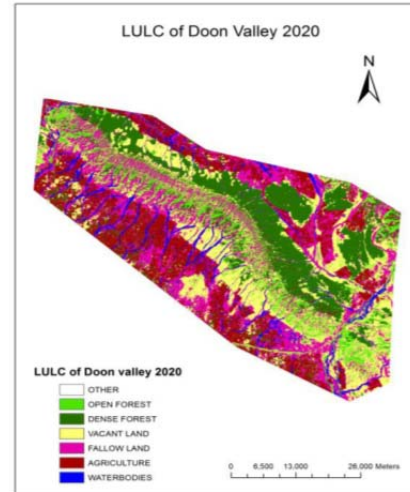 LULC of Doon Valley 2020
N
LULC of Doon valley 2020
OTHER
OPEN FOREST
DENSE FOREST
VACANT LAND
FALLOW LAND
AGRICULTURE
WATERBODIES
0 6,500 13,000 26,000 Meters